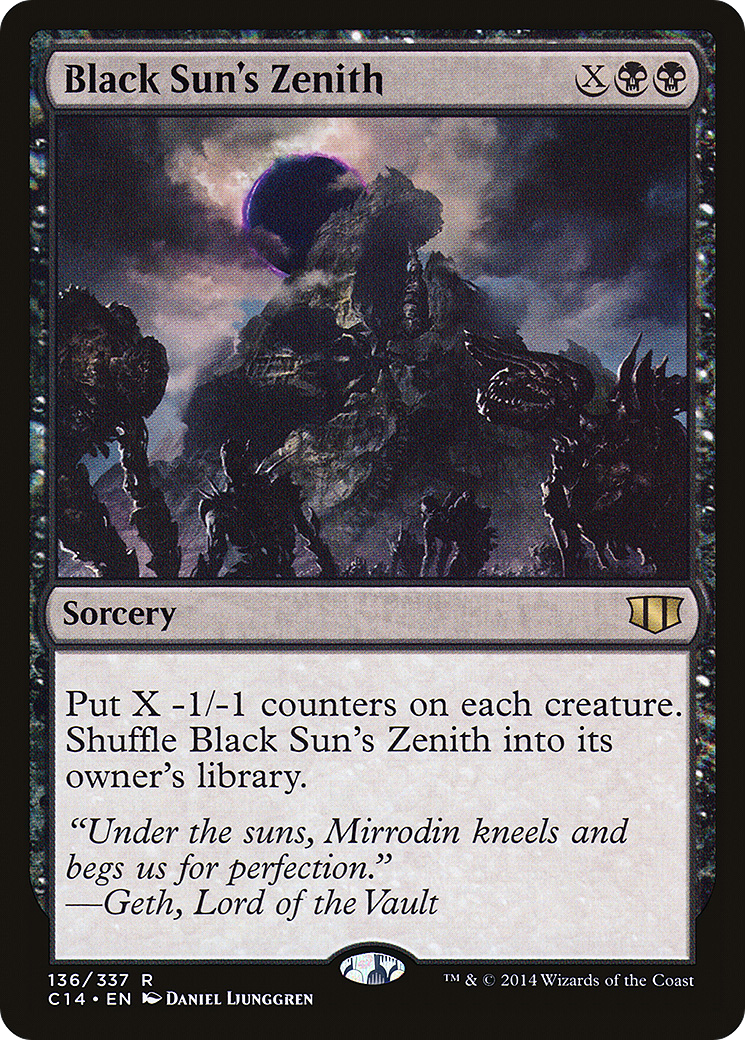 Black Sun's Zenith X
Sorcery
Put X -1/-1 counters on each creature.
Shuffle Black Sun's Zenith into its
owner's library.
“Under the suns, Mirrodin kneels and
begs us for perfection.”
—Geth, Lord of the Vault
136/337 R
™ & © 2014 Wizards of the Coast
C14 • EN Daniel Ljunggren